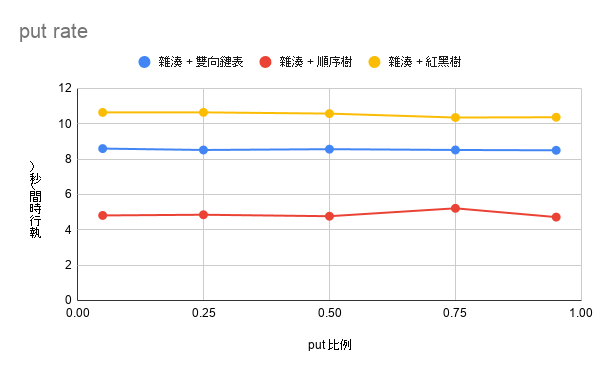 put rate
雜湊 + 雙向鏈表
雜湊 + 順序樹
雜湊 + 紅黑樹
12
10
8
6
4
2
0
執行時間(秒)
0.00
0.25
0.50
0.75
1.00
put 比例